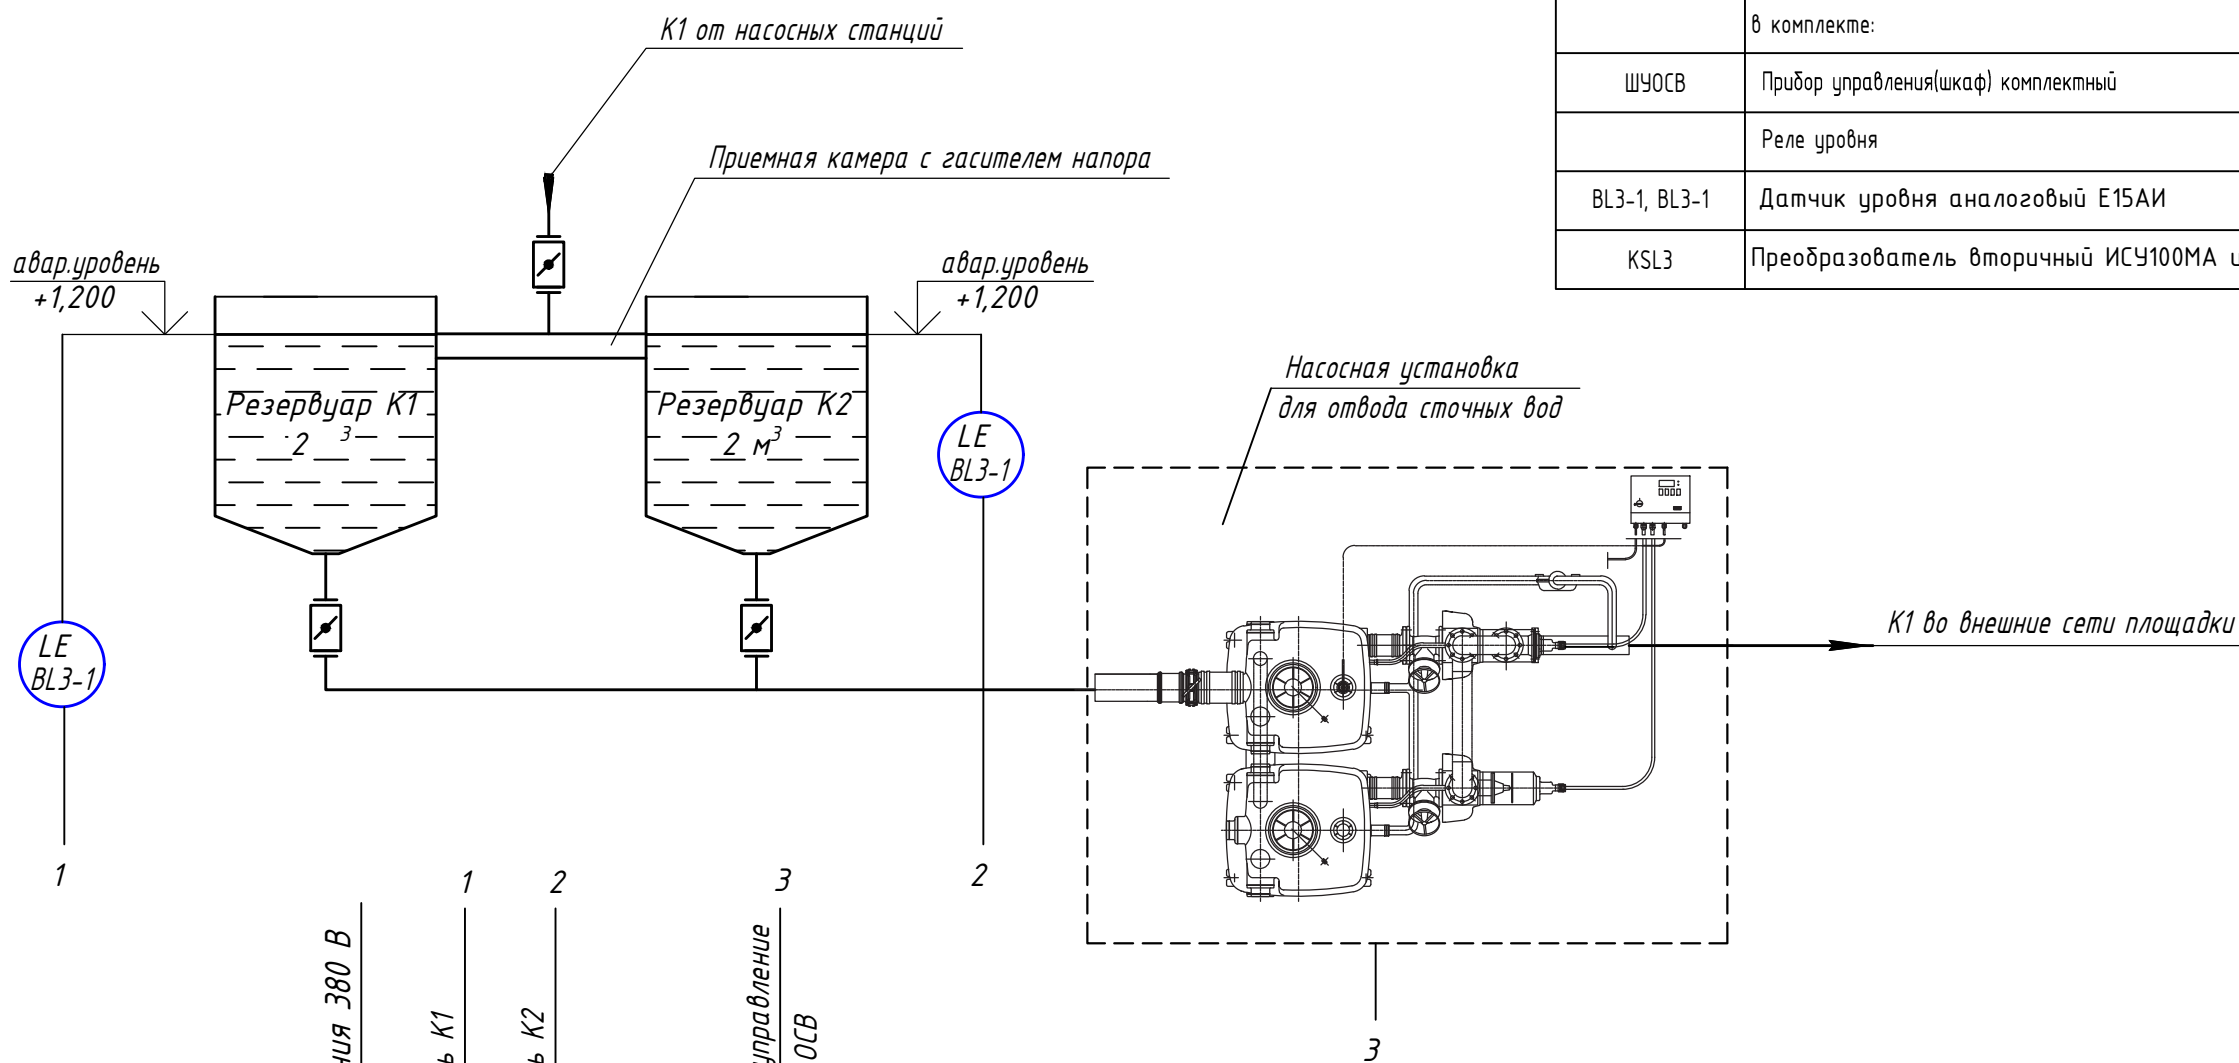 К1 от насосных станций
Приемная камера с гасителем напора
авар.уровень
+1,200
авар.уровень
+1,200
Резервуар К1
2 3
Резервуар К2
2 м3
LE
BL3-1
LE
BL3-1
Насосная установка
для отвода сточных вод
К1 во внешние сети площадки
1
2
3
1
2
3
380 В
К1
К2
управление
ОСВ
в комплекте:
ШУОСВ Прибор управления(шкаф) комплектный
Реле уровня
BL3-1, BL3-1 Датчик уровня аналоговый Е15АИ
KSL3 Преобразователь вторичный ИСУ100МА